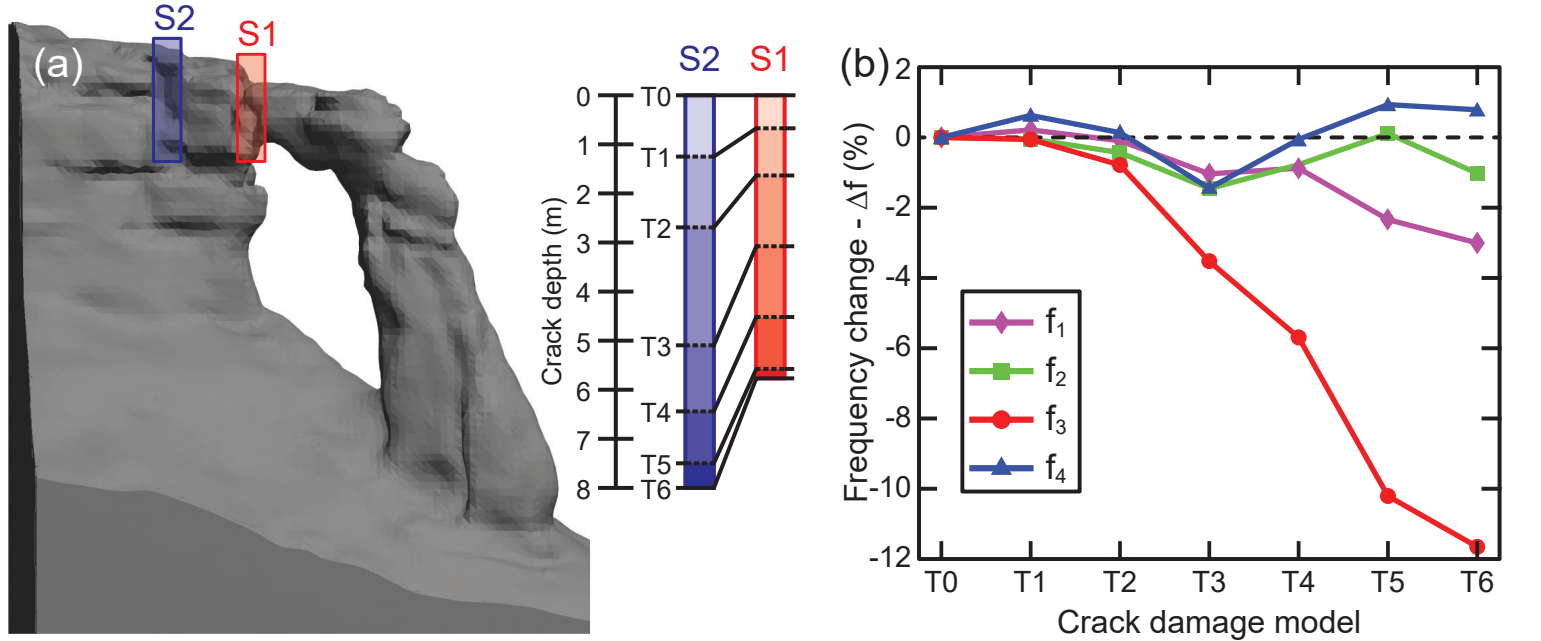 (a)
S2
S1
S2
S1
Crack depth (m)
0
1
2
3
4
5
6
7
8
T0
T1
T2
T3
T4
T5
T6
(b)
Frequency change - Δf (%)
2
0
-2
-4
-6
-8
-10
-12
f1
f2
f3
f4
T0 T1 T2 T3 T4 T5 T6
Crack damage model